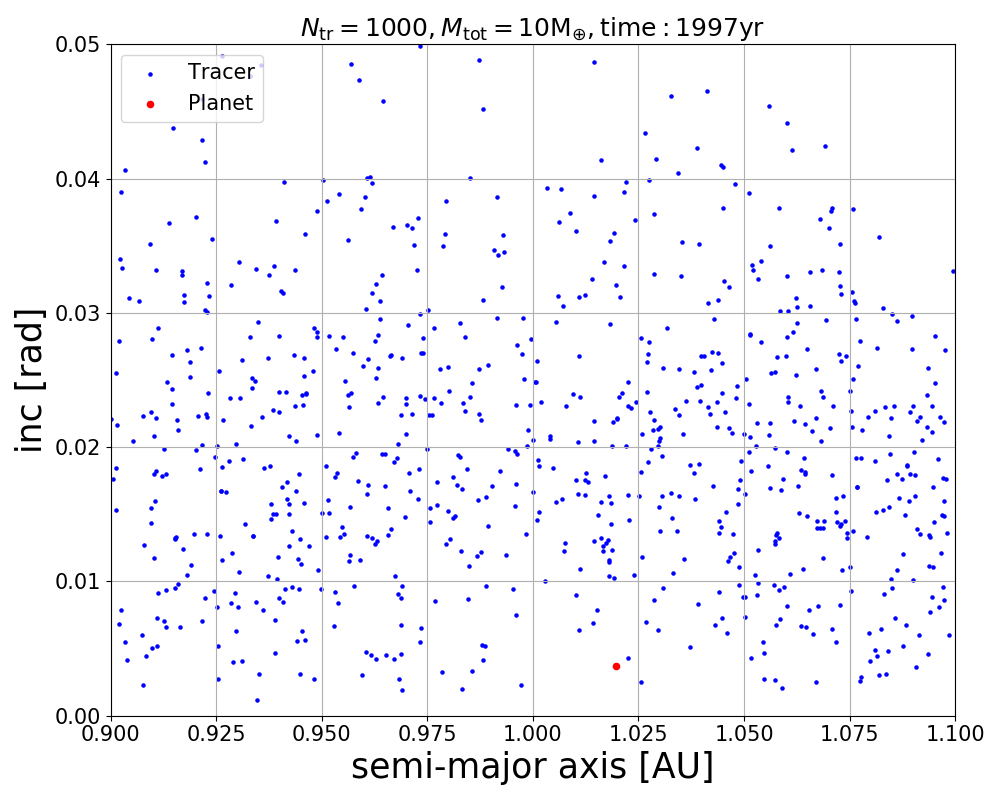 N_tr = 1000, M_tot = 10M_⊕, time : 1997yr
Tracer
Planet
0.05
0.04
0.03
0.02
0.01
0.00
inc [rad]
0.900 0.925 0.950 0.975 1.000 1.025 1.050 1.075 1.100
semi-major axis [AU]